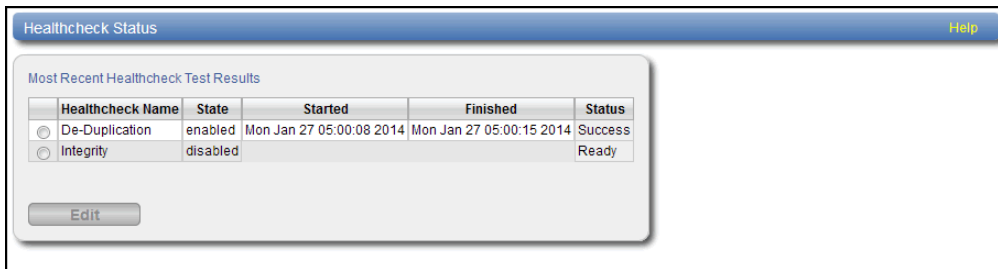 Healthcheck Status Help
Most Recent Healthcheck Test Results
Healthcheck Name State Started Finished Status
De-Duplication enabled Mon Jan 27 05:00:08 2014 Mon Jan 27 05:00:15 2014 Success
Integrity disabled Ready
Edit